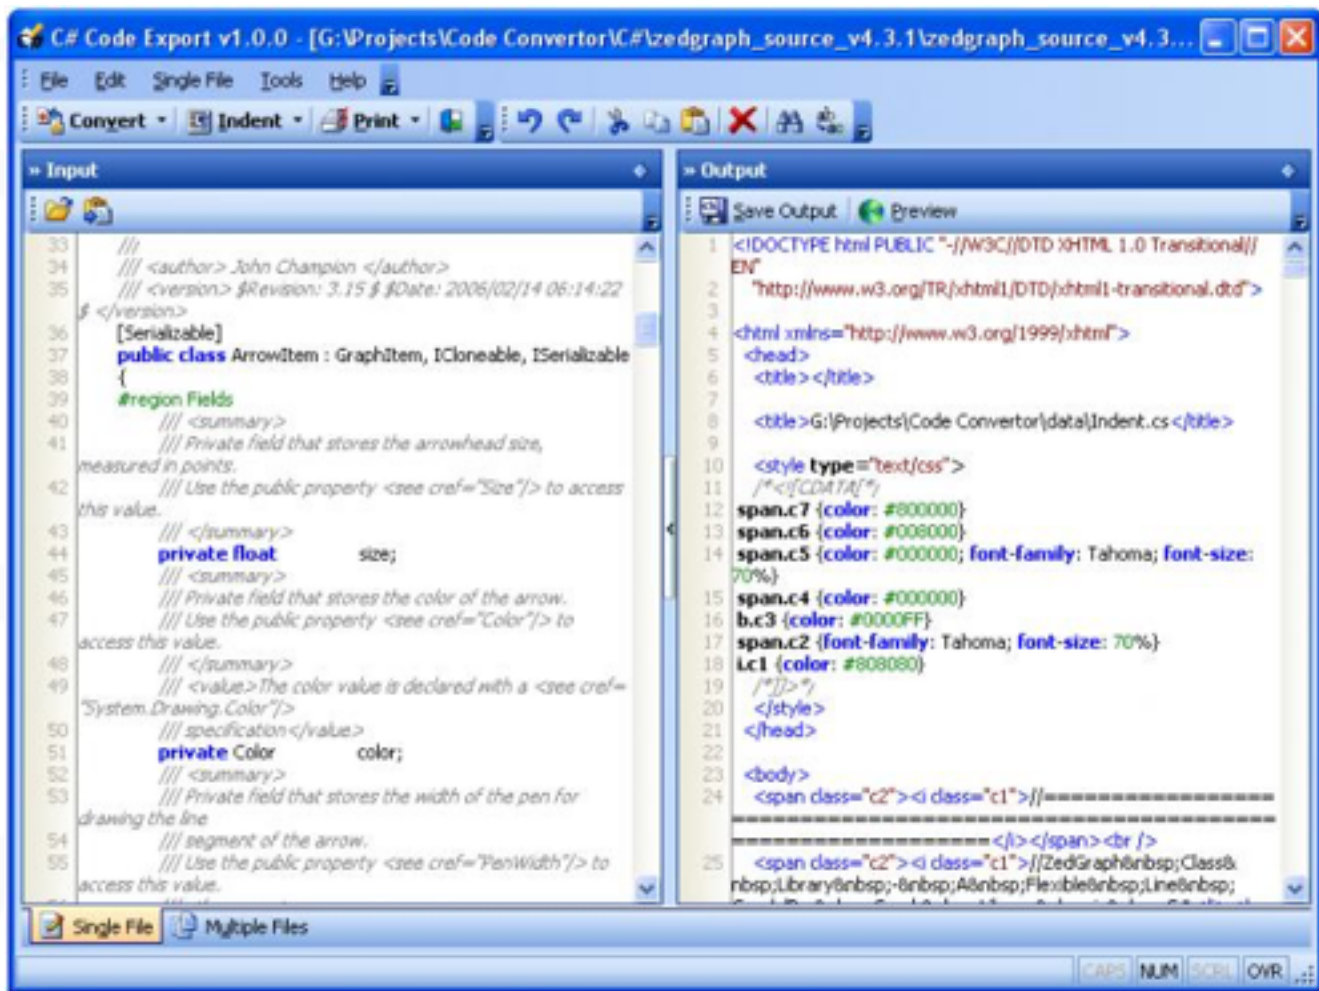 C# Code Export v1.0.0 - [G:\Projects\Code Convertor\C#\zedgraph_source_v4.3.1\zedgraph_source_v4.3...
File Edit Single File Tools Help
Convert Indent Print
» Input
33 ///
34 /// <author> John Champion </author>
35 /// <version> $Revision: 3.15 $ $Date: 2006/02/14 06:14:22
$ </version>
36 [Serializable]
37 public class ArrowItem : GraphItem, ICloneable, ISerializable
38 {
39 #region Fields
40 /// <summary>
41 /// Private field that stores the arrowhead size,
measured in points.
42 /// Use the public property <see cref="Size"/> to access
this value.
43 /// </summary>
44 private float size;
45 /// <summary>
46 /// Private field that stores the color of the arrow.
47 /// Use the public property <see cref="Color"/> to
access this value.
48 /// </summary>
49 /// <value>The color value is declared with a <see cref=
"System.Drawing.Color"/>
50 /// specification</value>
51 private Color color;
52 /// <summary>
53 /// Private field that stores the width of the pen for
drawing the line
54 /// segment of the arrow.
55 /// Use the public property <see cref="PenWidth"/> to
access this value.
» Output
Save Output Preview
1 <!DOCTYPE html PUBLIC "-//W3C//DTD XHTML 1.0 Transitional//
EN"
2 "http://www.w3.org/TR/xhtml1/DTD/xhtml1-transitional.dtd">
3
4 <html xmlns="http://www.w3.org/1999/xhtml">
5 <head>
6 <title></title>
7
8 <title>G:\Projects\Code Convertor\data\Indent.cs</title>
9
10 <style type="text/css">
11 /*<![CDATA[*/
12 span.c7 {color: #800000}
13 span.c6 {color: #008000}
14 span.c5 {color: #000000; font-family: Tahoma; font-size:
70%}
15 span.c4 {color: #000000}
16 b.c3 {color: #0000FF}
17 span.c2 {font-family: Tahoma; font-size: 70%}
18 i.c1 {color: #808080}
19 /*]]>*/
20 </style>
21 </head>
22
23 <body>
24 <span class="c2"><i class="c1">//=================
========================================
===================</i></span><br />
25 <span class="c2"><i class="c1">//ZedGraph&nbsp;Class&
nbsp;Library&nbsp;-&nbsp;A&nbsp;Flexible&nbsp;Line&nbsp;
Single File Multiple Files
CAPS NUM SCRL OVR